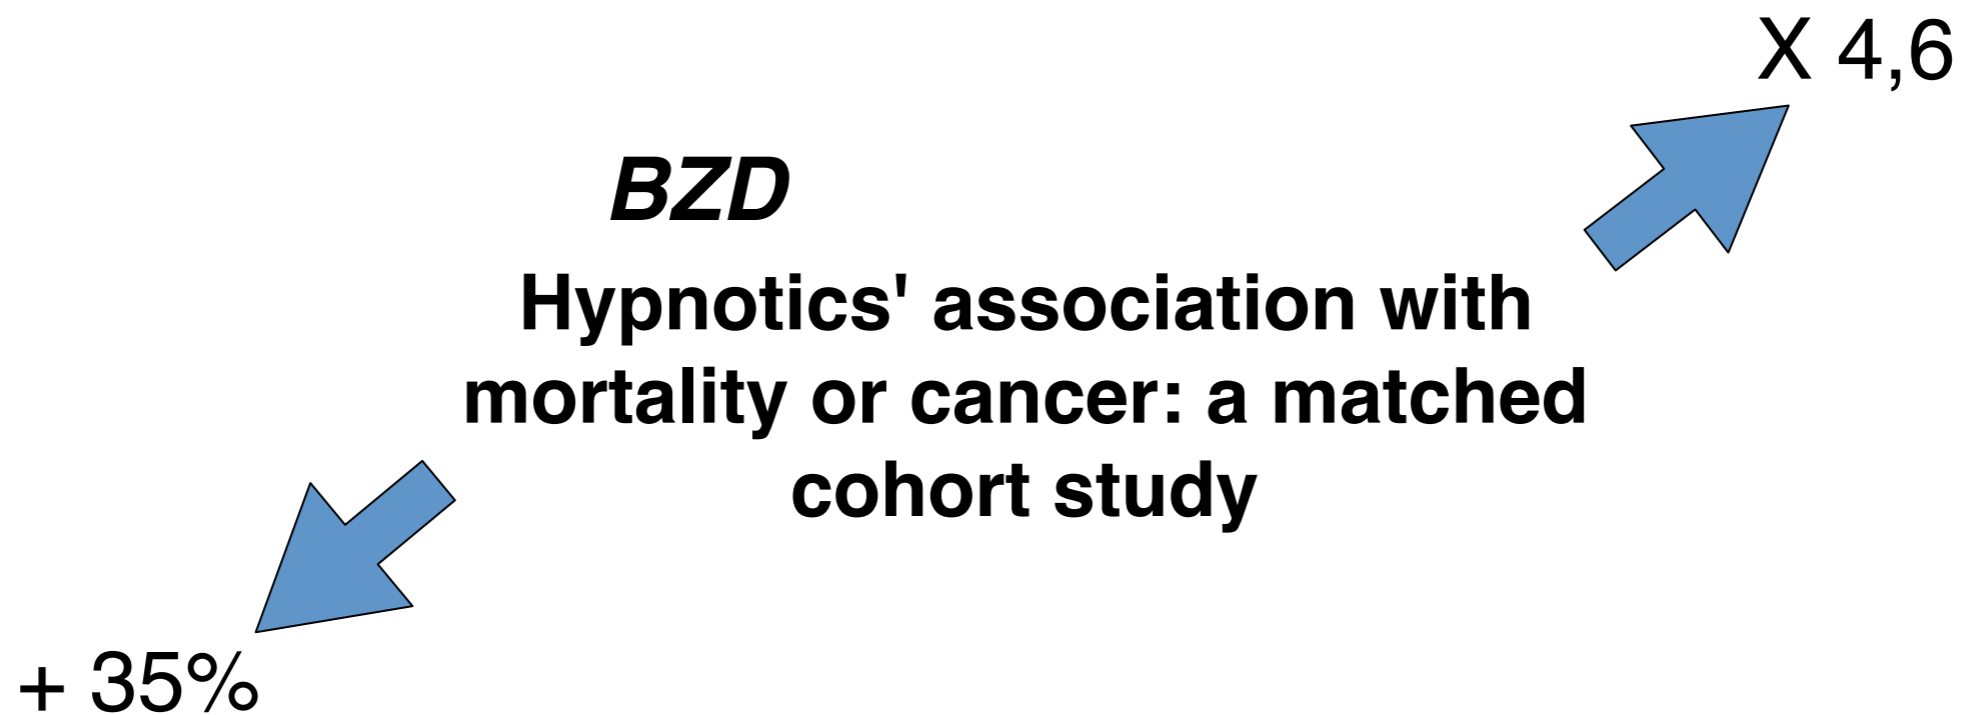 X 4,6
BZD
Hypnotics' association with
mortality or cancer: a matched
cohort study
+ 35%